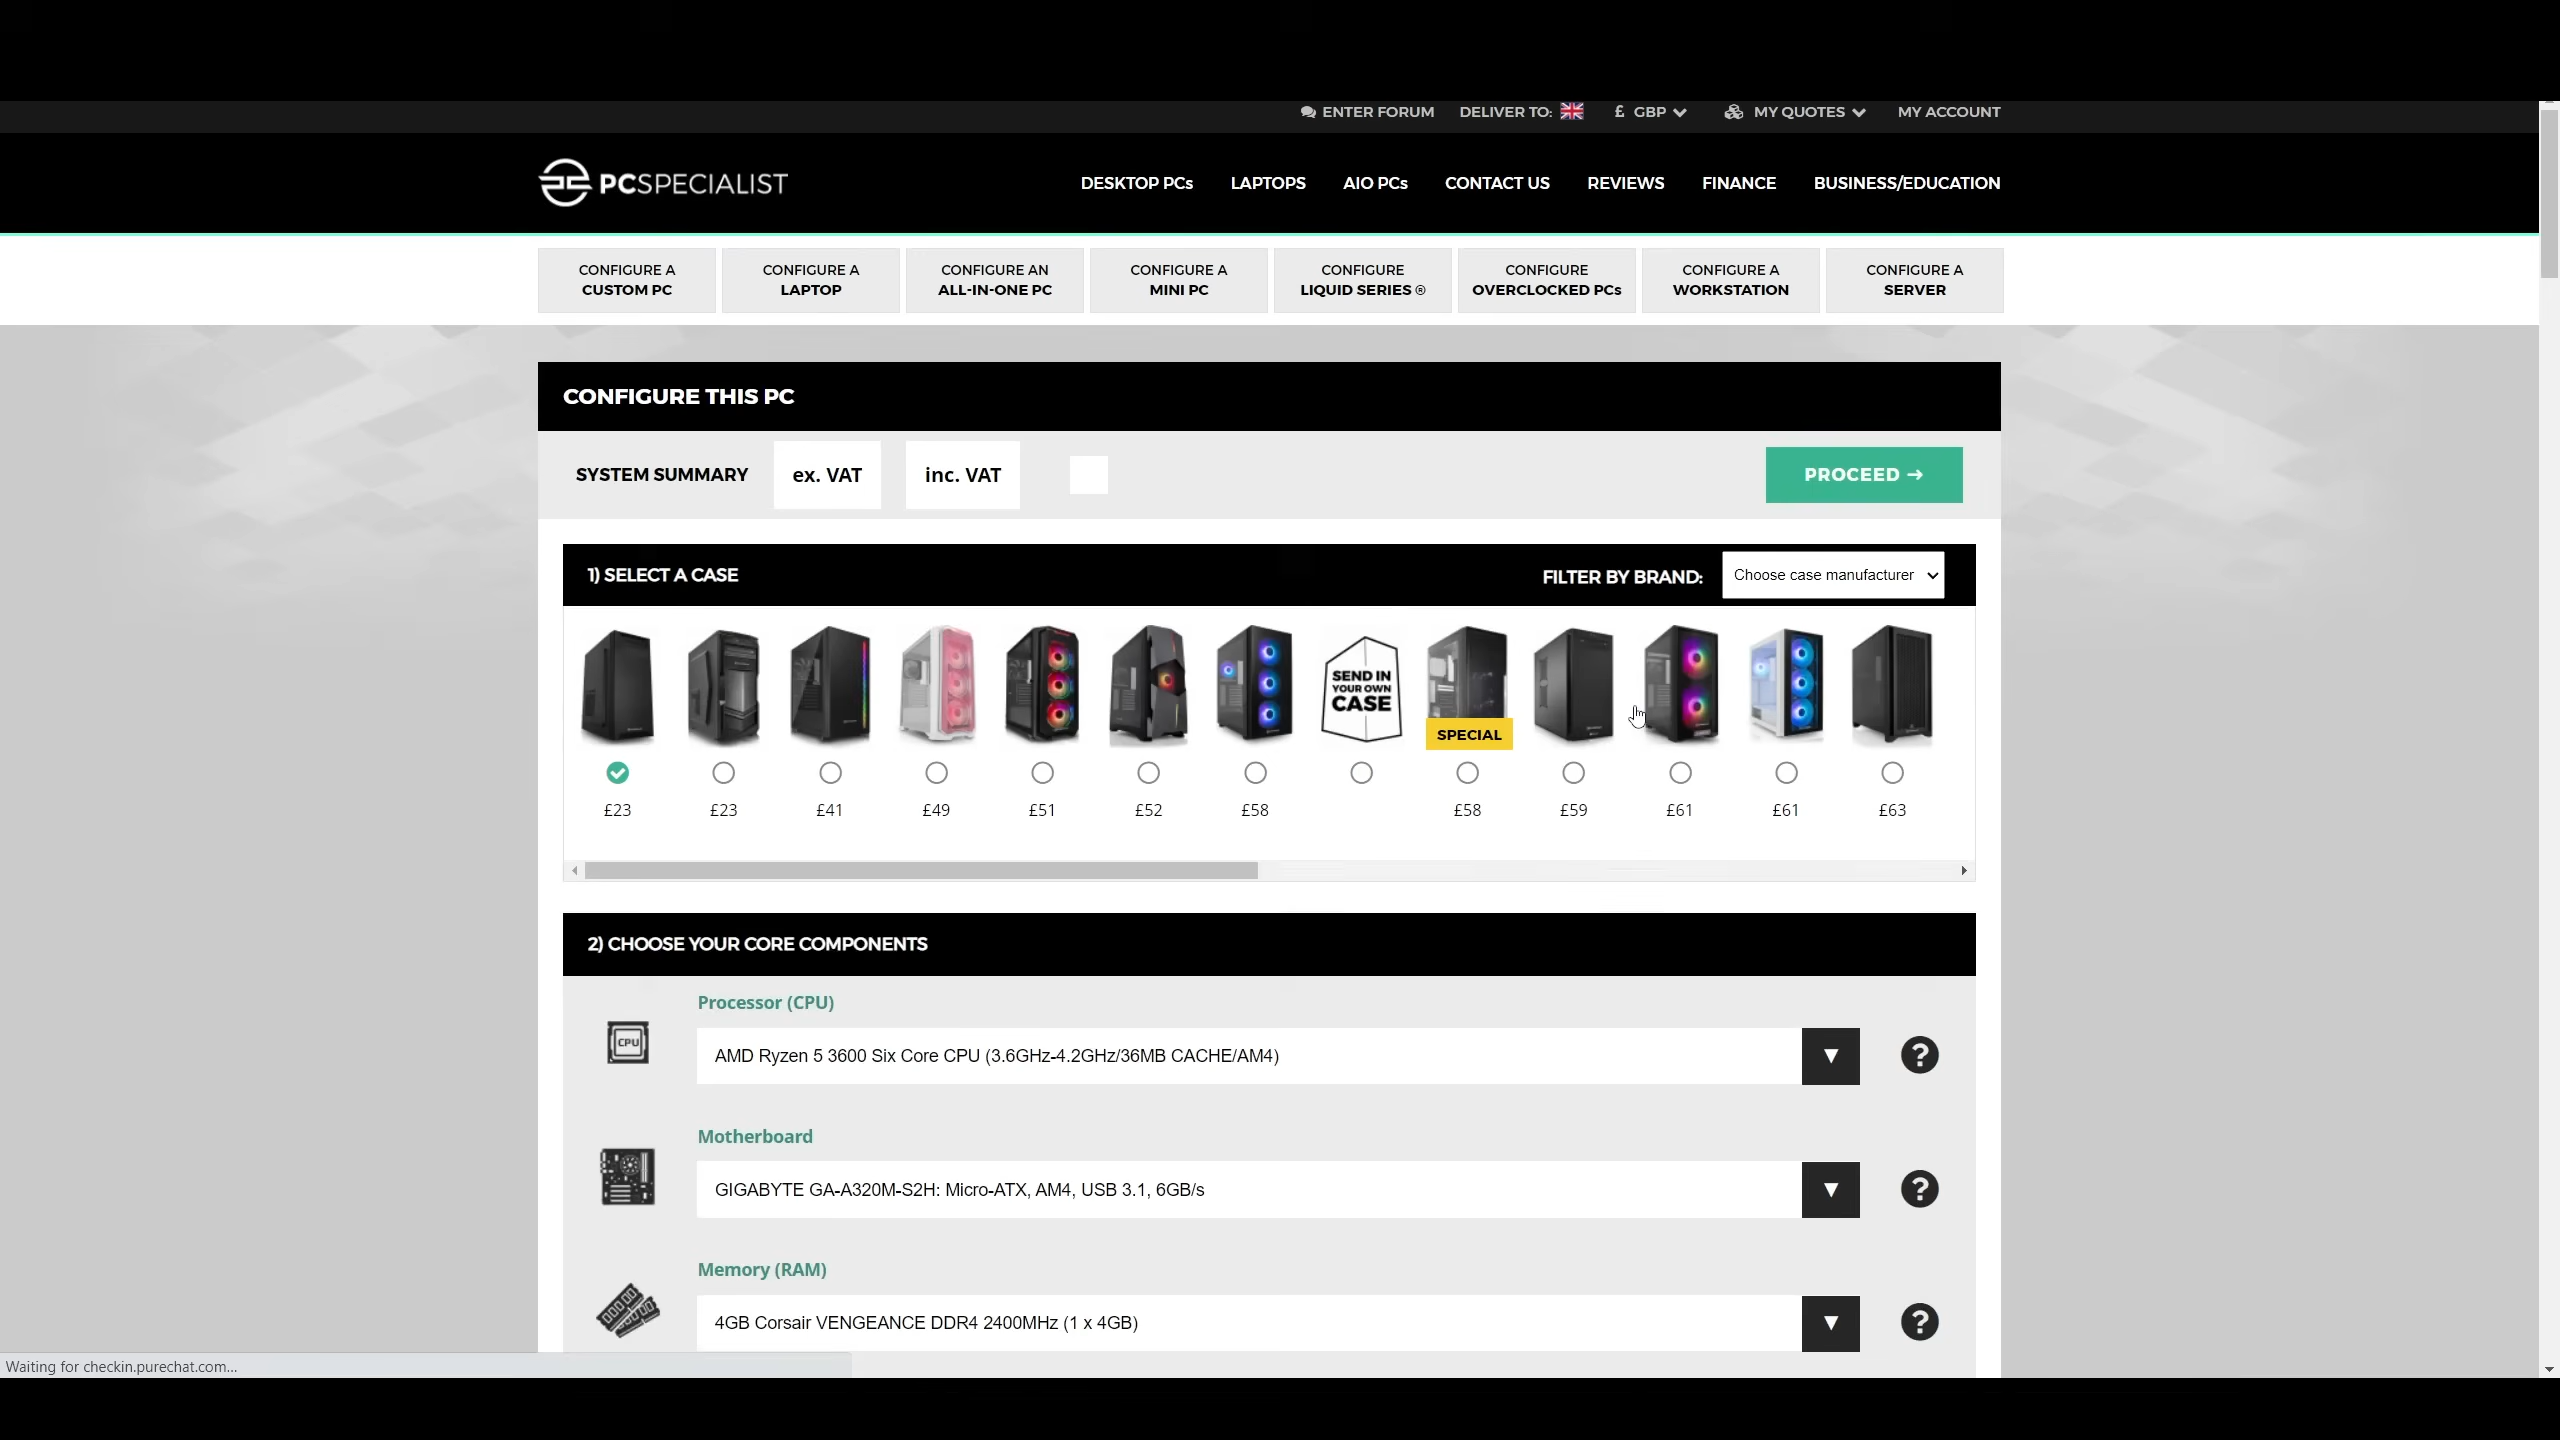 ENTER FORUM DELIVER TO: £ GBP MY QUOTES MY ACCOUNT
PCSPECIALIST
DESKTOP PCs LAPTOPS AIO PCs CONTACT US REVIEWS FINANCE BUSINESS/EDUCATION
CONFIGURE A CUSTOM PC
CONFIGURE A LAPTOP
CONFIGURE AN ALL-IN-ONE PC
CONFIGURE A MINI PC
CONFIGURE LIQUID SERIES ®
CONFIGURE OVERCLOCKED PCs
CONFIGURE A WORKSTATION
CONFIGURE A SERVER
CONFIGURE THIS PC
SYSTEM SUMMARY ex. VAT inc. VAT PROCEED →
1) SELECT A CASE FILTER BY BRAND: Choose case manufacturer
SEND IN
YOUR OWN
CASE
SPECIAL
£23 £23 £41 £49 £51 £52 £58 £58 £59 £61 £61 £63
2) CHOOSE YOUR CORE COMPONENTS
Processor (CPU)
CPU
AMD Ryzen 5 3600 Six Core CPU (3.6GHz-4.2GHz/36MB CACHE/AM4)
?
Motherboard
GIGABYTE GA-A320M-S2H: Micro-ATX, AM4, USB 3.1, 6GB/s
?
Memory (RAM)
4GB Corsair VENGEANCE DDR4 2400MHz (1 x 4GB)
?
Waiting for checkin.purechat.com...